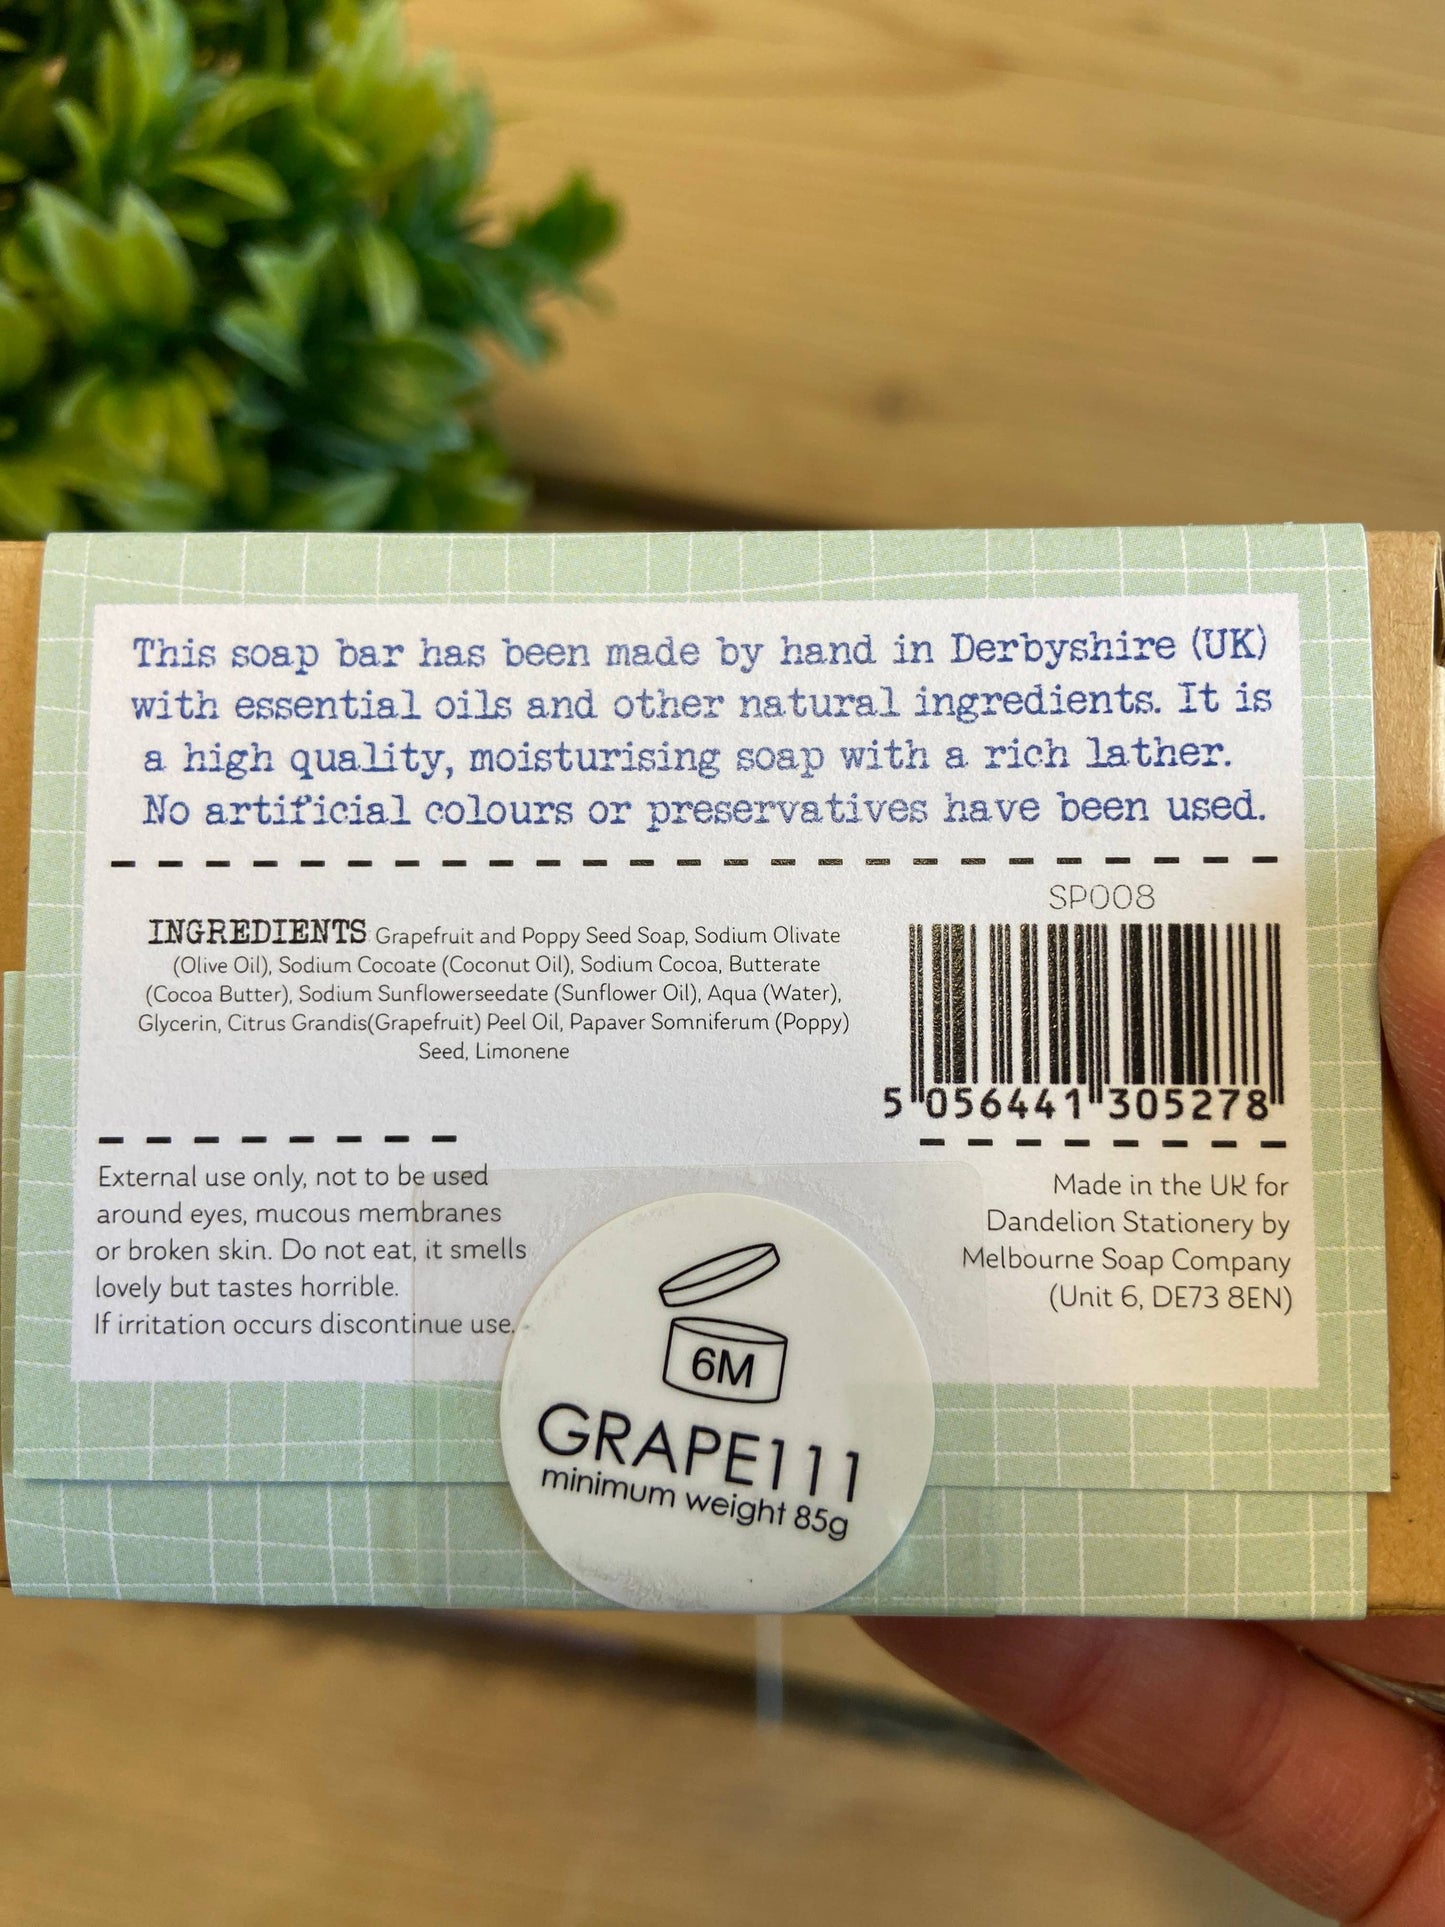 This soap bar has been made by hand in Derbyshire (UK)
with essential oils and other natural ingredients. It is
a high quality, moisturising soap with a rich lather.
No artificial colours or preservatives have been used.
INGREDIENTS Grapefruit and Poppy Seed Soap, Sodium Olivate
(Olive Oil), Sodium Cocoate (Coconut Oil), Sodium Cocoa, Butterate
(Cocoa Butter), Sodium Sunflowerseedate (Sunflower Oil), Aqua (Water),
Glycerin, Citrus Grandis(Grapefruit) Peel Oil, Papaver Somniferum (Poppy)
Seed, Limonene
SP008
5 056441 305278
External use only, not to be used
around eyes, mucous membranes
or broken skin. Do not eat, it smells
lovely but tastes horrible.
If irritation occurs discontinue use.
Made in the UK for
Dandelion Stationery by
Melbourne Soap Company
(Unit 6, DE73 8EN)
6M
GRAPE111
minimum weight 85g